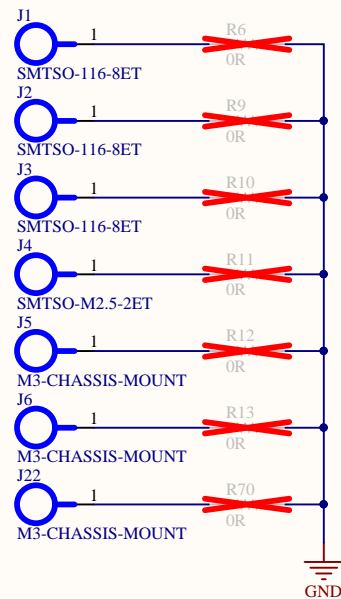 J1
1
R6
0R
SMTSO-116-8ET
J2
1
R9
0R
SMTSO-116-8ET
J3
1
R10
0R
SMTSO-116-8ET
J4
1
R11
0R
SMTSO-M2.5-2ET
J5
1
R12
0R
M3-CHASSIS-MOUNT
J6
1
R13
0R
M3-CHASSIS-MOUNT
J22
1
R70
0R
M3-CHASSIS-MOUNT
GND